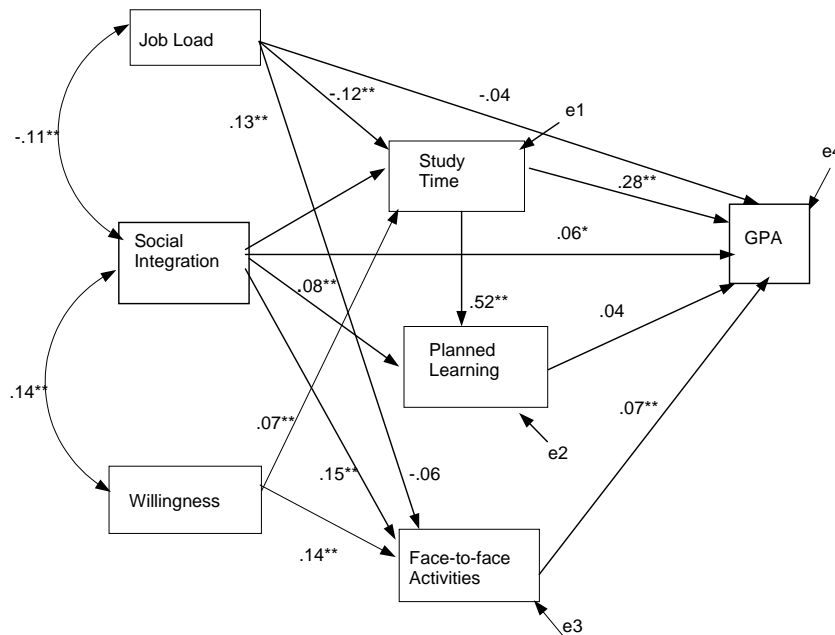 Job Load
-.12**
-.04
e1
-.11**
.13**
Study
Time
e4
.28**
Social
Integration
.06*
GPA
.08**
.52**
.04
Planned
Learning
.14**
.07**
.07**
e2
.15**
-.06
Willingness
.14**
Face-to-face
Activities
e3